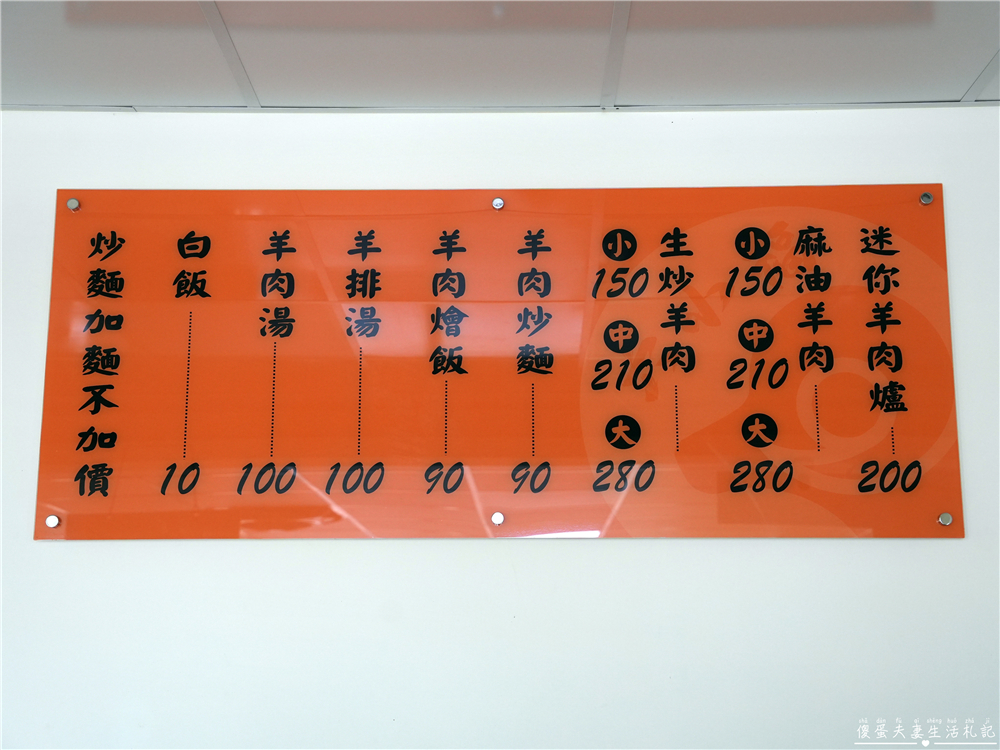 迷你羊肉爐 200
麻油羊肉 小 150 中 210 大 280
生炒羊肉 小 150 中 210 大 280
羊肉炒麵 90
羊肉燴飯 90
羊排湯 100
羊肉湯 100
白飯 10
炒麵加麵不加價
傻蛋夫妻生活札記